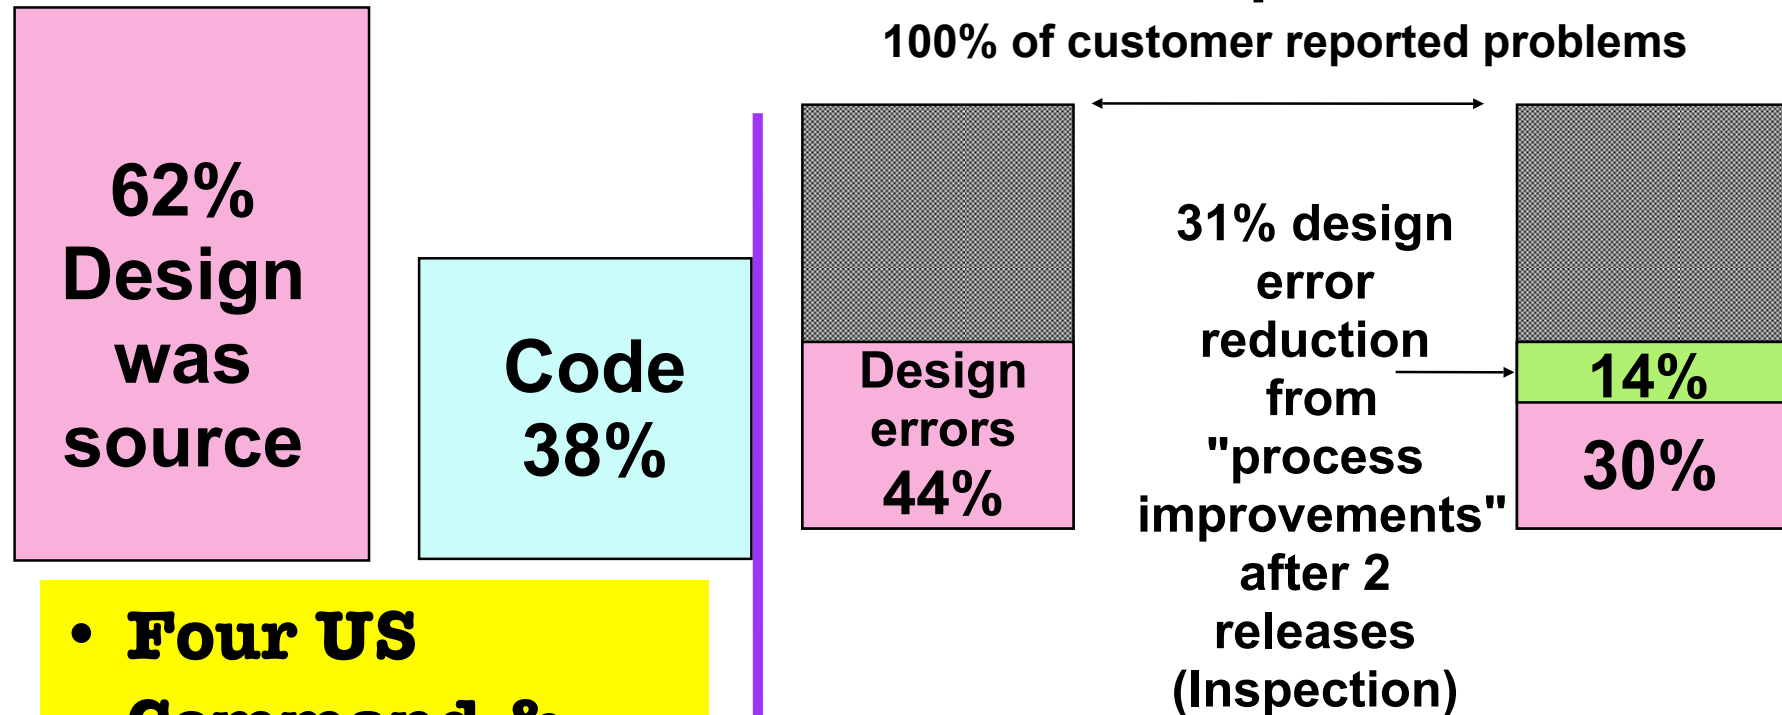 62%
Design
was
source
Code
38%
• Four US
Command &
100% of customer reported problems
Design
errors
44%
31% design
error
reduction
from
"process
improvements"
after 2
releases
(Inspection)
14%
30%